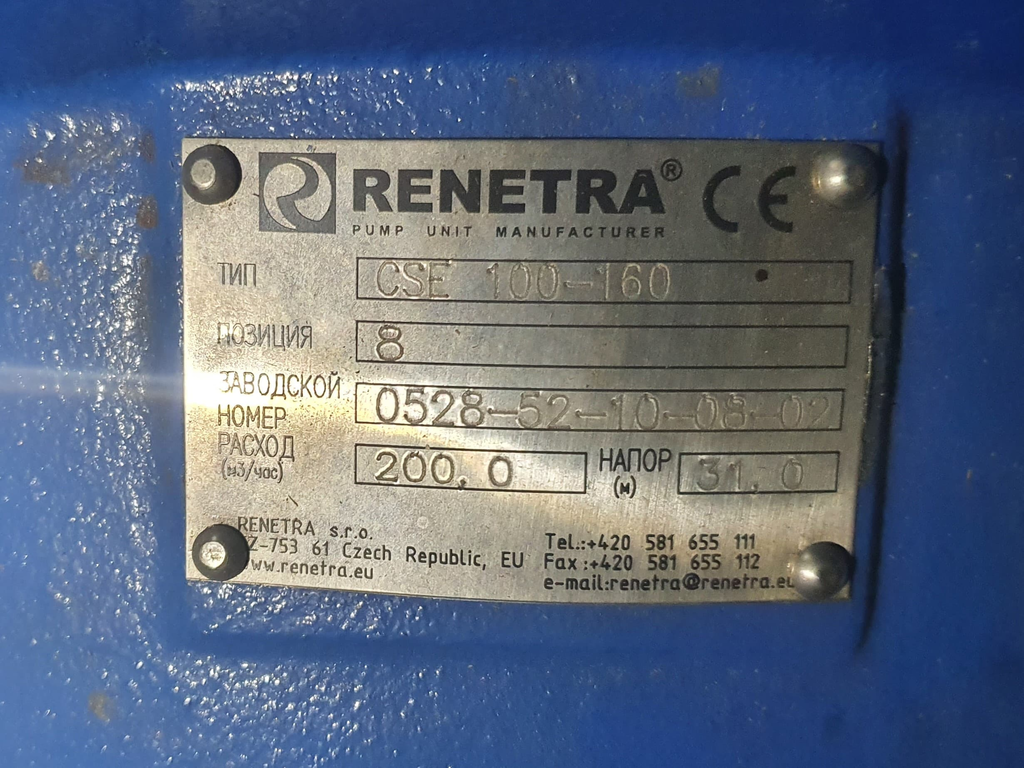 RENETRA® CE
PUMP UNIT MANUFACTURER
ТИП CSE 100-160
ПОЗИЦИЯ 8
ЗАВОДСКОЙ
НОМЕР 0528-52-10-08-02
РАСХОД
(м3/час) 200,0 НАПОР
(м) 31,0
RENETRA s.r.o.
Z-753 61 Czech Republic, EU
www.renetra.eu
Tel.:+420 581 655 111
Fax :+420 581 655 112
e-mail:renetra@renetra.eu